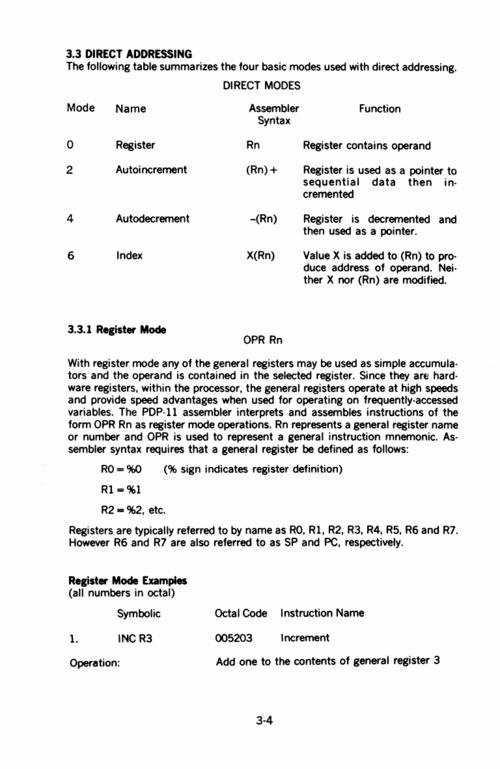 3.3 DIRECT ADDRESSING
The following table summarizes the four basic modes used with direct addressing.
DIRECT MODES
Mode Name Assembler Function
Syntax
0 Register Rn Register contains operand
2 Autoincrement (Rn)+ Register is used as a pointer to
sequential data then in-
cremented
4 Autodecrement –(Rn) Register is decremented and
then used as a pointer.
6 Index X(Rn) Value X is added to (Rn) to pro-
duce address of operand. Nei-
ther X nor (Rn) are modified.
3.3.1 Register Mode
OPR Rn
With register mode any of the general registers may be used as simple accumula-
tors and the operand is contained in the selected register. Since they are hard-
ware registers, within the processor, the general registers operate at high speeds
and provide speed advantages when used for operating on frequently-accessed
variables. The PDP-11 assembler interprets and assembles instructions of the
form OPR Rn as register mode operations. Rn represents a general register name
or number and OPR is used to represent a general instruction mnemonic. As-
sembler syntax requires that a general register be defined as follows:
R0 = %0 (% sign indicates register definition)
R1 = %1
R2 = %2, etc.
Registers are typically referred to by name as R0, R1, R2, R3, R4, R5, R6 and R7.
However R6 and R7 are also referred to as SP and PC, respectively.
Register Mode Examples
(all numbers in octal)
Symbolic Octal Code Instruction Name
1. INC R3 005203 Increment
Operation: Add one to the contents of general register 3
3-4